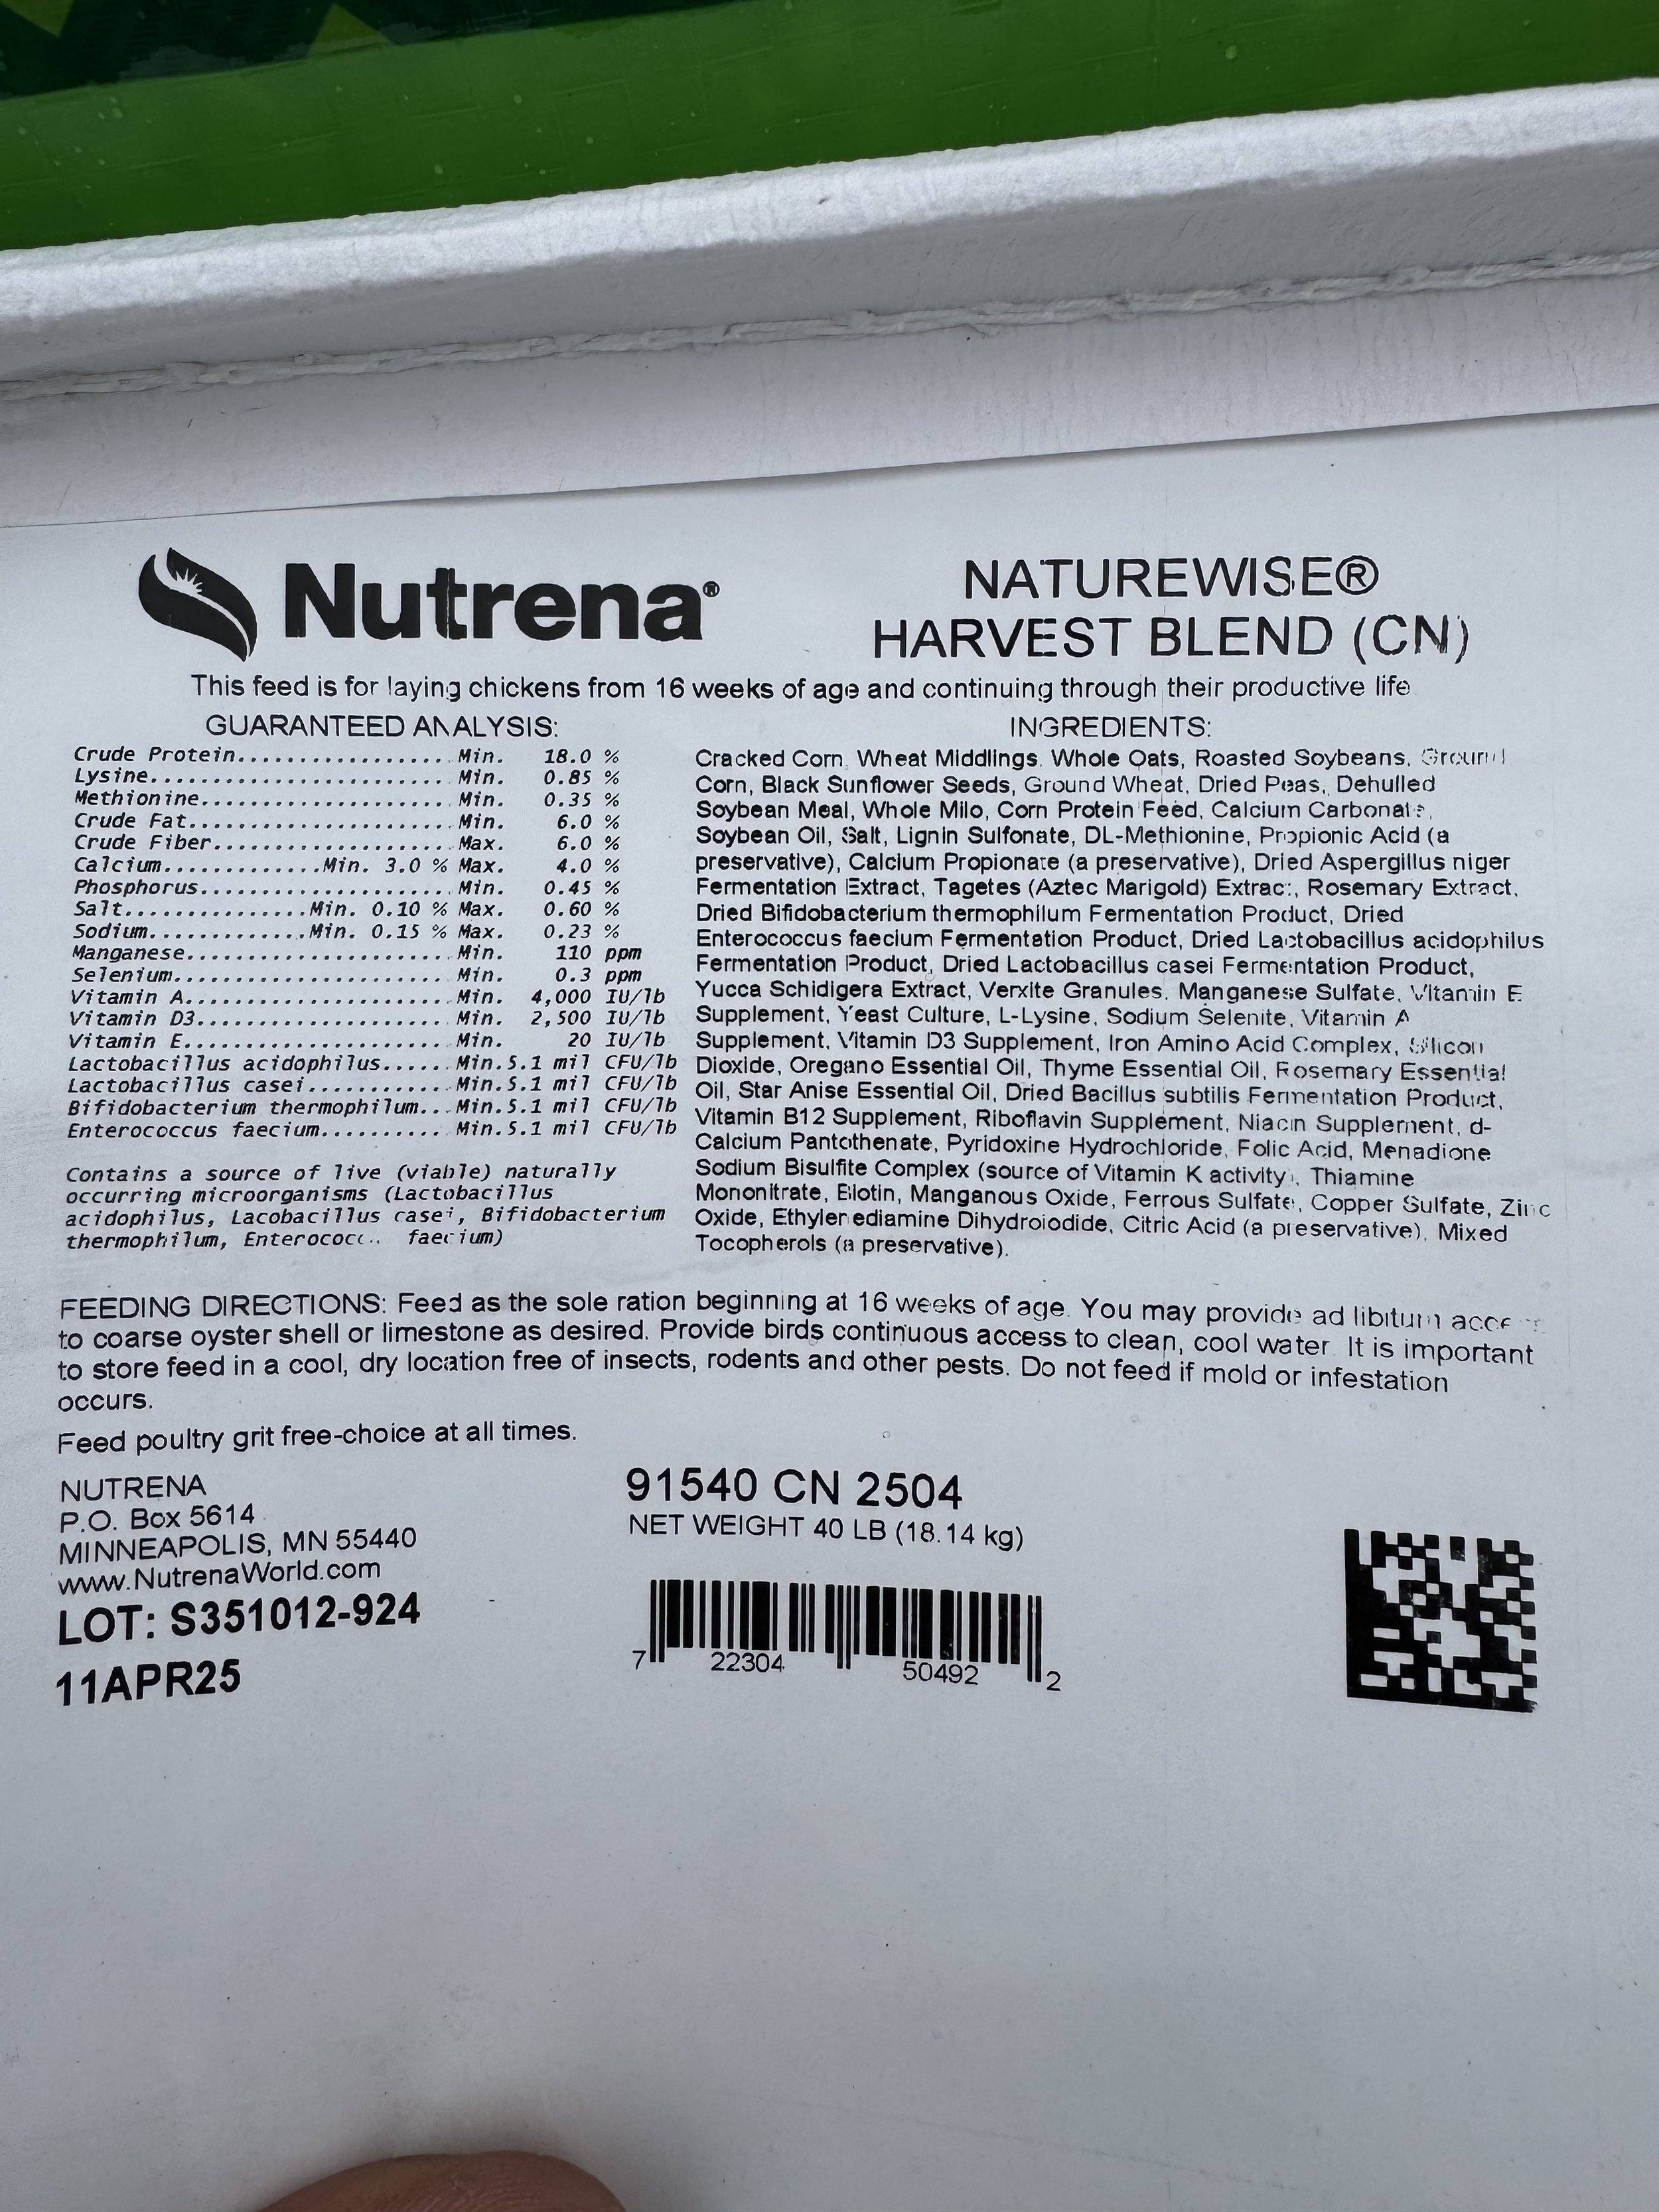 Nutrena®
NATUREWISE®
HARVEST BLEND (CN)
This feed is for laying chickens from 16 weeks of age and continuing through their productive life
GUARANTEED ANALYSIS:
Crude Protein....................Min. 18.0 %
Lysine...........................Min. 0.85 %
Methionine.......................Min. 0.35 %
Crude Fat........................Min. 6.0 %
Crude Fiber......................Max. 6.0 %
Calcium.............Min. 3.0 % Max. 4.0 %
Phosphorus.......................Min. 0.45 %
Salt...............Min. 0.10 % Max. 0.60 %
Sodium.............Min. 0.15 % Max. 0.23 %
Manganese........................Min. 110 ppm
Selenium.........................Min. 0.3 ppm
Vitamin A........................Min. 4,000 IU/lb
Vitamin D3.......................Min. 2,500 IU/lb
Vitamin E........................Min. 20 IU/lb
Lactobacillus acidophilus......Min.5.1 mil CFU/lb
Lactobacillus casei............Min.5.1 mil CFU/lb
Bifidobacterium thermophilum...Min.5.1 mil CFU/lb
Enterococcus faecium..........Min.5.1 mil CFU/lb
Contains a source of live (viable) naturally
occurring microorganisms (Lactobacillus
acidophilus, Lacobacillus casei, Bifidobacterium
thermophilum, Enterococc.. faecium)
INGREDIENTS:
Cracked Corn, Wheat Middlings, Whole Oats, Roasted Soybeans, Ground
Corn, Black Sunflower Seeds, Ground Wheat, Dried Peas, Dehulled
Soybean Meal, Whole Milo, Corn Protein Feed, Calcium Carbonate,
Soybean Oil, Salt, Lignin Sulfonate, DL-Methionine, Propionic Acid (a
preservative), Calcium Propionate (a preservative), Dried Aspergillus niger
Fermentation Extract, Tagetes (Aztec Marigold) Extract, Rosemary Extract,
Dried Bifidobacterium thermophilum Fermentation Product, Dried
Enterococcus faecium Fermentation Product, Dried Lactobacillus acidophilus
Fermentation Product, Dried Lactobacillus casei Fermentation Product,
Yucca Schidigera Extract, Verxite Granules, Manganese Sulfate, Vitamin E
Supplement, Yeast Culture, L-Lysine, Sodium Selenite, Vitamin A
Supplement, Vitamin D3 Supplement, Iron Amino Acid Complex, Silicon
Dioxide, Oregano Essential Oil, Thyme Essential Oil, Rosemary Essential
Oil, Star Anise Essential Oil, Dried Bacillus subtilis Fermentation Product,
Vitamin B12 Supplement, Riboflavin Supplement, Niacin Supplement, d-
Calcium Pantothenate, Pyridoxine Hydrochloride, Folic Acid, Menadione
Sodium Bisulfite Complex (source of Vitamin K activity), Thiamine
Mononitrate, Biotin, Manganous Oxide, Ferrous Sulfate, Copper Sulfate, Zinc
Oxide, Ethylenediamine Dihydroiodide, Citric Acid (a preservative), Mixed
Tocopherols (a preservative).
FEEDING DIRECTIONS: Feed as the sole ration beginning at 16 weeks of age. You may provide ad libitum
to coarse oyster shell or limestone as desired. Provide birds continuous access to clean, cool water. It is important
to store feed in a cool, dry location free of insects, rodents and other pests. Do not feed if mold or infestation
occurs.
Feed poultry grit free-choice at all times.
NUTRENA
P.O. Box 5614
MINNEAPOLIS, MN 55440
www.NutrenaWorld.com
LOT: S351012-924
11APR25
91540 CN 2504
NET WEIGHT 40 LB (18.14 kg)
7 22304 50492 2